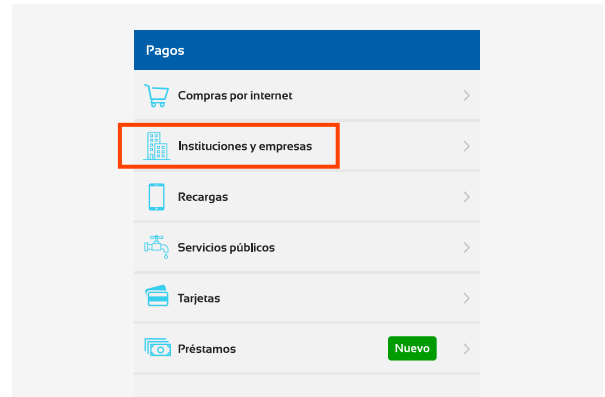 Pagos
Compras por internet
Instituciones y empresas
Recargas
Servicios públicos
Tarjetas
Préstamos Nuevo